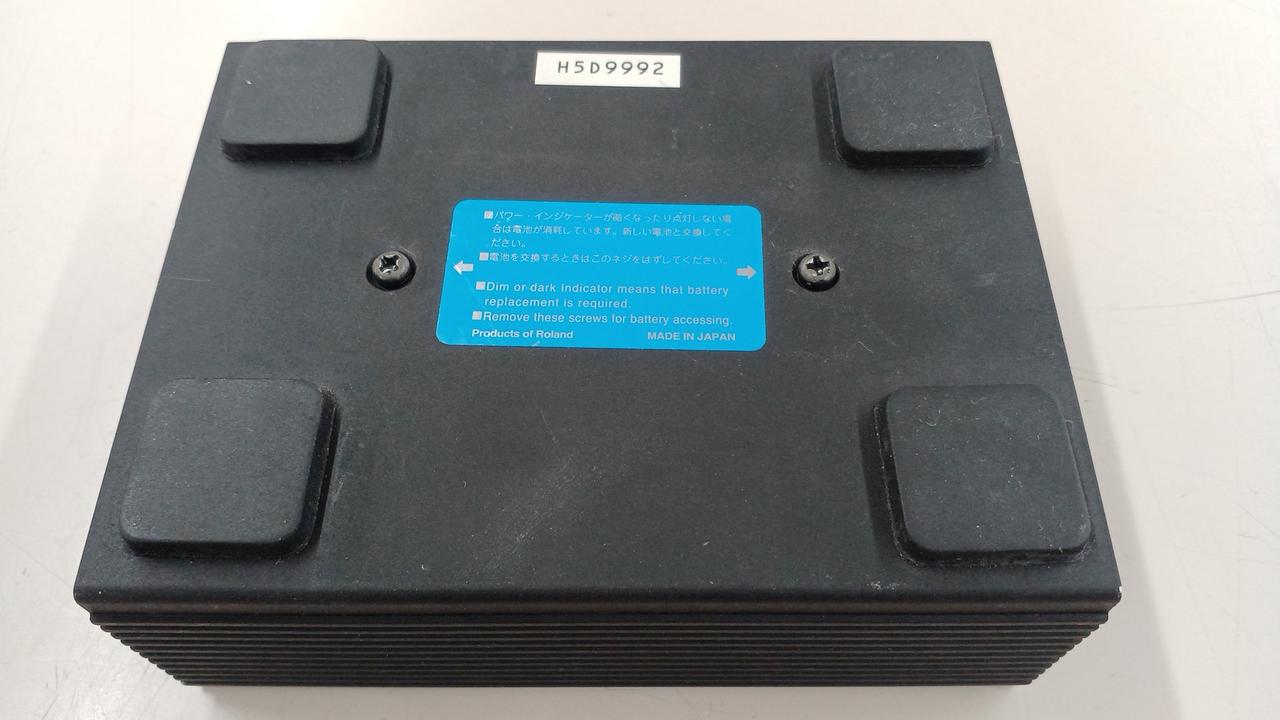 H5D9992
■パワー・インジケーターが暗くなったり点灯しない場
合は電池が消耗しています。新しい電池と交換してく
ださい。
■電池を交換するときはこのネジをはずしてください。
■Dim or dark Indicator means that battery
replacement is required.
■Remove these screws for battery accessing.
Products of Roland MADE IN JAPAN